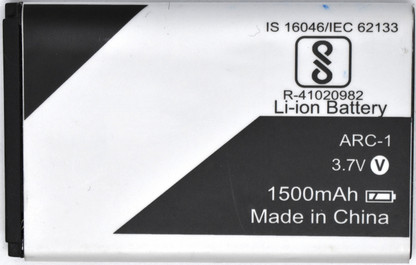 IS 16046/IEC 62133
R-41020982
Li-ion Battery
ARC-1
3.7V V
1500mAh
Made in China